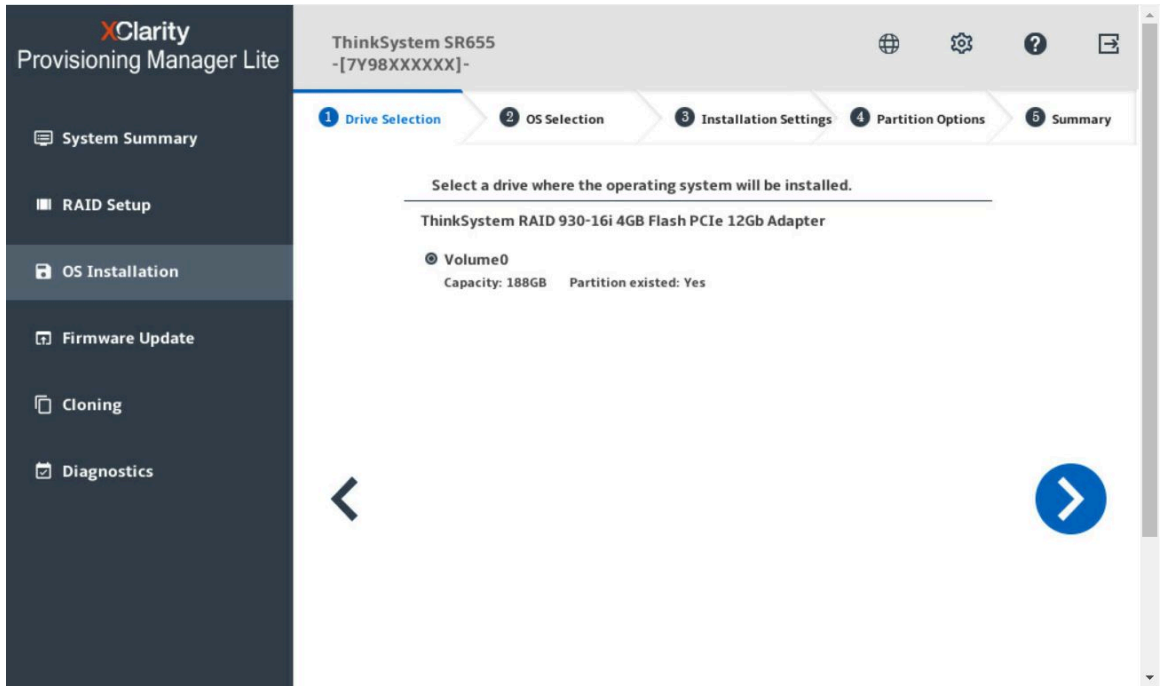 XClarity
Provisioning Manager Lite
System Summary
RAID Setup
OS Installation
Firmware Update
Cloning
Diagnostics
ThinkSystem SR655
-[7Y98XXXXXX]-
?
1 Drive Selection
2 OS Selection
3 Installation Settings
4 Partition Options
5 Summary
Select a drive where the operating system will be installed.
ThinkSystem RAID 930-16i 4GB Flash PCIe 12Gb Adapter
Volume0
Capacity: 188GB Partition existed: Yes